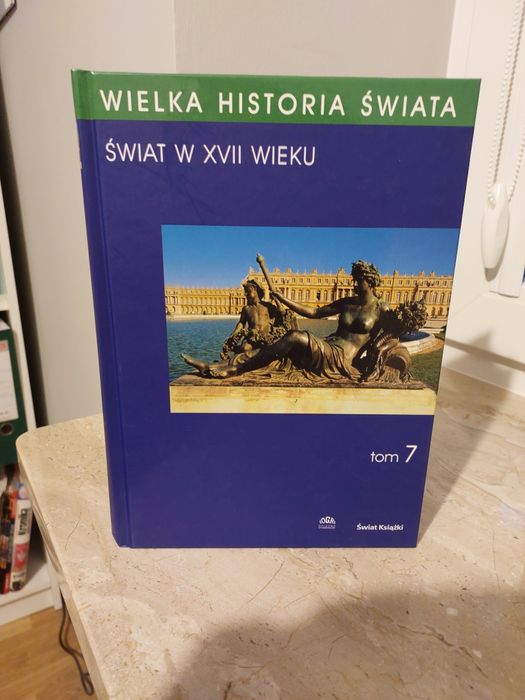 WIELKA HISTORIA ŚWIATA
ŚWIAT W XVII WIEKU
tom 7
Świat Książki